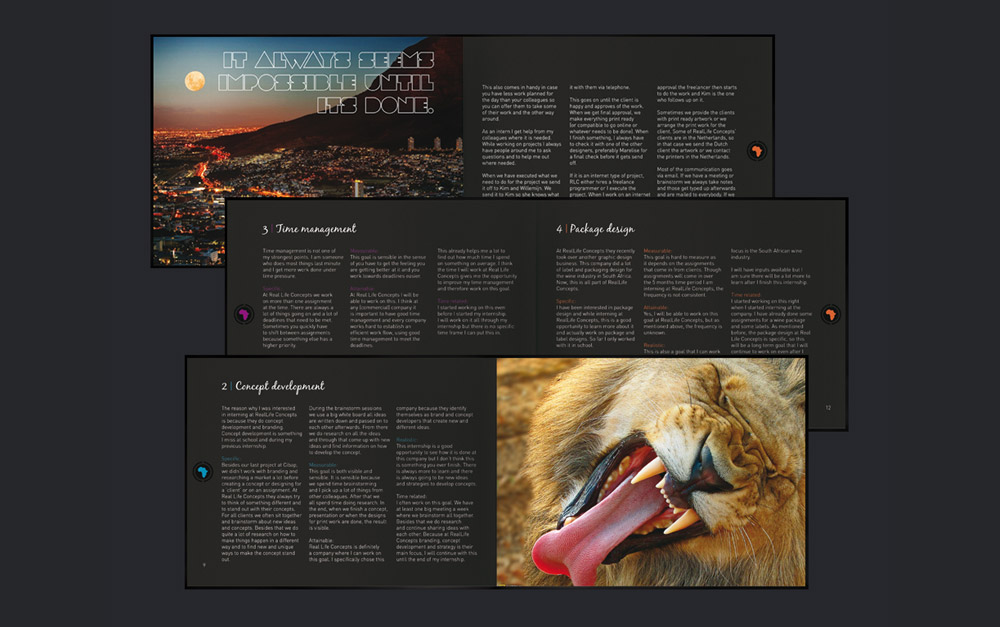 IT ALWAYS SEEMS
IMPOSSIBLE UNTIL
ITS DONE.
This also comes in handy in case
you have less work planned for
the day than your colleagues so
you can offer them to take some
of their work and the other way
around.
As an intern I get help from my
colleagues where it is needed.
While working on projects I always
have people around me to ask
questions and to help me out
where needed.
When we have executed what we
need to do for the project we send
it off to Kim and Willemijn. We
send it to Kim so she knows what
it with them via telephone.
This goes on until the client is
happy and approves of the work.
When we get final approval, we
make everything print ready
(or compatible to go online or
whatever needs to be done). When
I finish something, I always have
to check it with one of the other
designers, preferably Marelise for
a final check before it gets send
off.
If it is an internet type of project,
RLC either hires a freelance
programmer or I execute the
project. When I work on an internet
approval the freelancer then starts
to do the work and Kim is the one
who follows up on it.
Sometimes we provide the clients
with print ready artwork or we
arrange the print work for the
client. Some of RealLife Concepts'
clients are in the Netherlands, so
in that case we send the Dutch
client the artwork or we contact
the printers in the Netherlands.
Most of the communication goes
via email. If we have a meeting or
brainstorm we always take notes
and those get typed up afterwards
and are mailed to everybody. If we
3 | Time management
Time management is not one of
my strongest points. I am someone
who does most things last minute
and I get more work done under
time pressure.
Specific:
At Real Life Concepts we work
on more than one assignment
at the time. There are always a
lot of things going on and a lot of
deadlines that need to be met.
Sometimes you quickly have
to shift between assignments
because something else has a
higher priority.
Measurable:
This goal is sensible in the sense
of you have to get the feeling you
are getting better at it and you
work towards deadlines easier.
Attainable:
At Real Life Concepts I will be
able to work on this. I think at
any (commercial) company it
is important to have good time
management and every company
works hard to establish an
efficient work flow, using good
time management to meet the
deadlines.
This already helps me a lot to
find out how much time I spend
on something on average. I think
the time I will work at Real Life
Concepts gives me the opportunity
to improve my time management
and therefore work on this goal.
Time related:
I started working on this even
before I started my internship.
I will work on it all through my
internship but there is no specific
time frame I can put this in.
4 | Package design
At RealLife Concepts they recently
took over another graphic design
business. This company did a lot
of label and packaging design for
the wine industry in South Africa.
Now, this is all part of RealLife
Concepts.
Specific:
I have been interested in package
design and while interning at
RealLife Concepts, this is a good
opportunity to learn more about it
and actually work on package and
label designs. So far I only worked
with it in school.
Measurable:
This goal is hard to measure as
it depends on the assignments
that come in from clients. Though
assignments will come in over
the 5 months time period I am
interning at RealLife Concepts, the
frequency is not consistent.
Attainable:
Yes, I will be able to work on this
goal at RealLife Concepts, but as
mentioned above, the frequency is
unknown.
Realistic:
This is also a goal that I can work
focus is the South African wine
industry.
I will have inputs available but I
am sure there will be a lot more to
learn after I finish this internship.
Time related:
I started working on this right
when I started interning at the
company. I have already done some
assignments for a wine package
and some labels. As mentioned
before, the package design at Real
Life Concepts is specific, so this
will be a long term goal that I will
continue to work on even after I
12
2 | Concept development
The reason why I was interested
in interning at RealLife Concepts
is because they do concept
development and branding.
Concept development is something
I miss at school and during my
previous internship.
Specific:
Besides our last project at Cibap,
we didn't work with branding and
researching a market a lot before
creating a concept or designing for
a 'client' or on an assignment. At
Real Life Concepts they always try
to think of something different and
to stand out with their concepts.
For all clients we often sit together
and brainstorm about new ideas
and concepts. Besides that we do
quite a lot of research on how to
make things happen in a different
way and to find new and unique
ways to make the concept stand
out.
During the brainstorm sessions
we use a big white board all ideas
are written down and passed on to
each other afterwards. From there
we do research on all the ideas
and through that come up with new
ideas and find information on how
to develop the concept.
Measurable:
This goal is both visible and
sensible. It is sensible because
we spend time brainstorming
and I pick up a lot of things from
other colleagues. After that we
all spend time doing research. In
the end, when we finish a concept,
presentation or when the designs
for print work are done, the result
is visible.
Attainable:
Real Life Concepts is definitely
a company where I can work on
this goal. I specifically chose this
company because they identify
themselves as brand and concept
developers that create new and
different ideas.
Realistic:
This internship is a good
opportunity to see how it is done at
this company but I don't think this
is something you ever finish. There
is always more to learn and there
is always going to be new ideas
and strategies to develop concepts.
Time related:
I often work on this goal. We have
at least one big meeting a week
where we brainstorm all together.
Besides that we do research
and continue sharing ideas with
each other. Because at RealLife
Concepts branding, concept
development and strategy is their
main focus. I will continue with this
until the end of my internship.
9